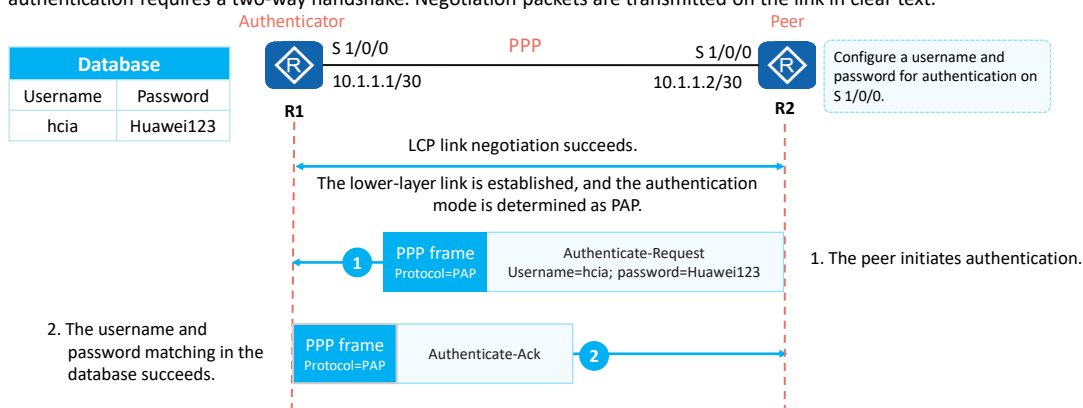 authentication requires a two-way handshake. Negotiation packets are transmitted on the link in clear text.
Authenticator
Peer
Database
Username Password
hcia Huawei123
R
S 1/0/0
PPP
S 1/0/0
R
10.1.1.1/30
10.1.1.2/30
R1
R2
Configure a username and
password for authentication on
S 1/0/0.
LCP link negotiation succeeds.
The lower-layer link is established, and the authentication
mode is determined as PAP.
1
PPP frame
Protocol=PAP
Authenticate-Request
Username=hcia; password=Huawei123
1. The peer initiates authentication.
2. The username and
password matching in the
database succeeds.
PPP frame
Protocol=PAP
Authenticate-Ack
2